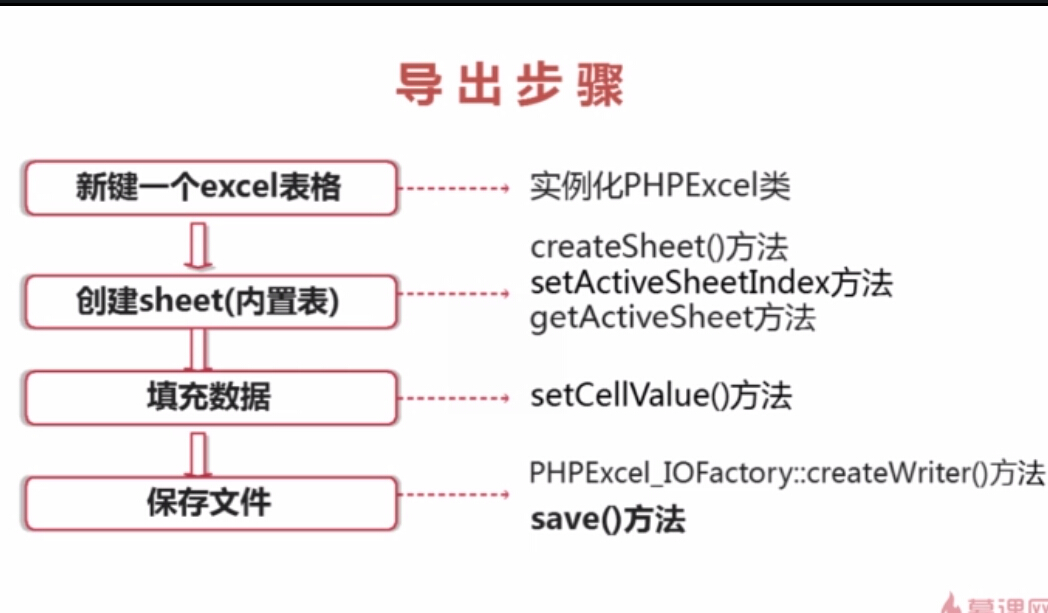 导出步骤
新键一个excel表格
实例化PHPExcel类
创建sheet(内置表)
createSheet()方法
setActiveSheetIndex方法
getActiveSheet方法
填充数据
setCellValue()方法
保存文件
PHPExcel_IOFactory::createWriter()方法
save()方法
慕课网